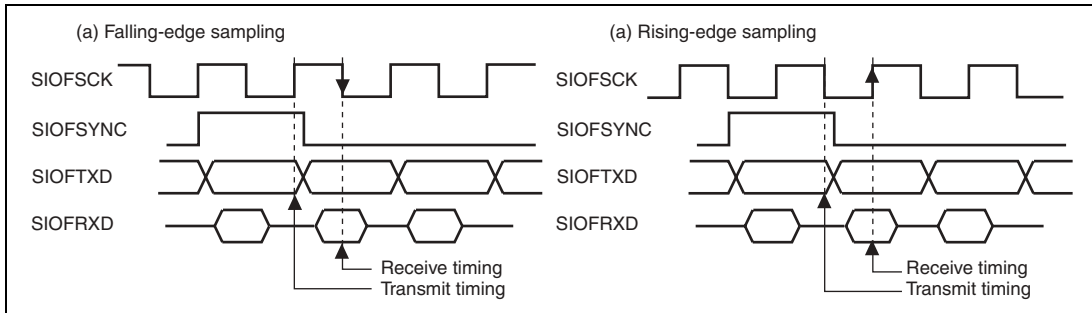 (a) Falling-edge sampling
SIOFSCK
SIOFSYNC
SIOFTXD
SIOFRXD
Receive timing
Transmit timing
(a) Rising-edge sampling
SIOFSCK
SIOFSYNC
SIOFTXD
SIOFRXD
Receive timing
Transmit timing